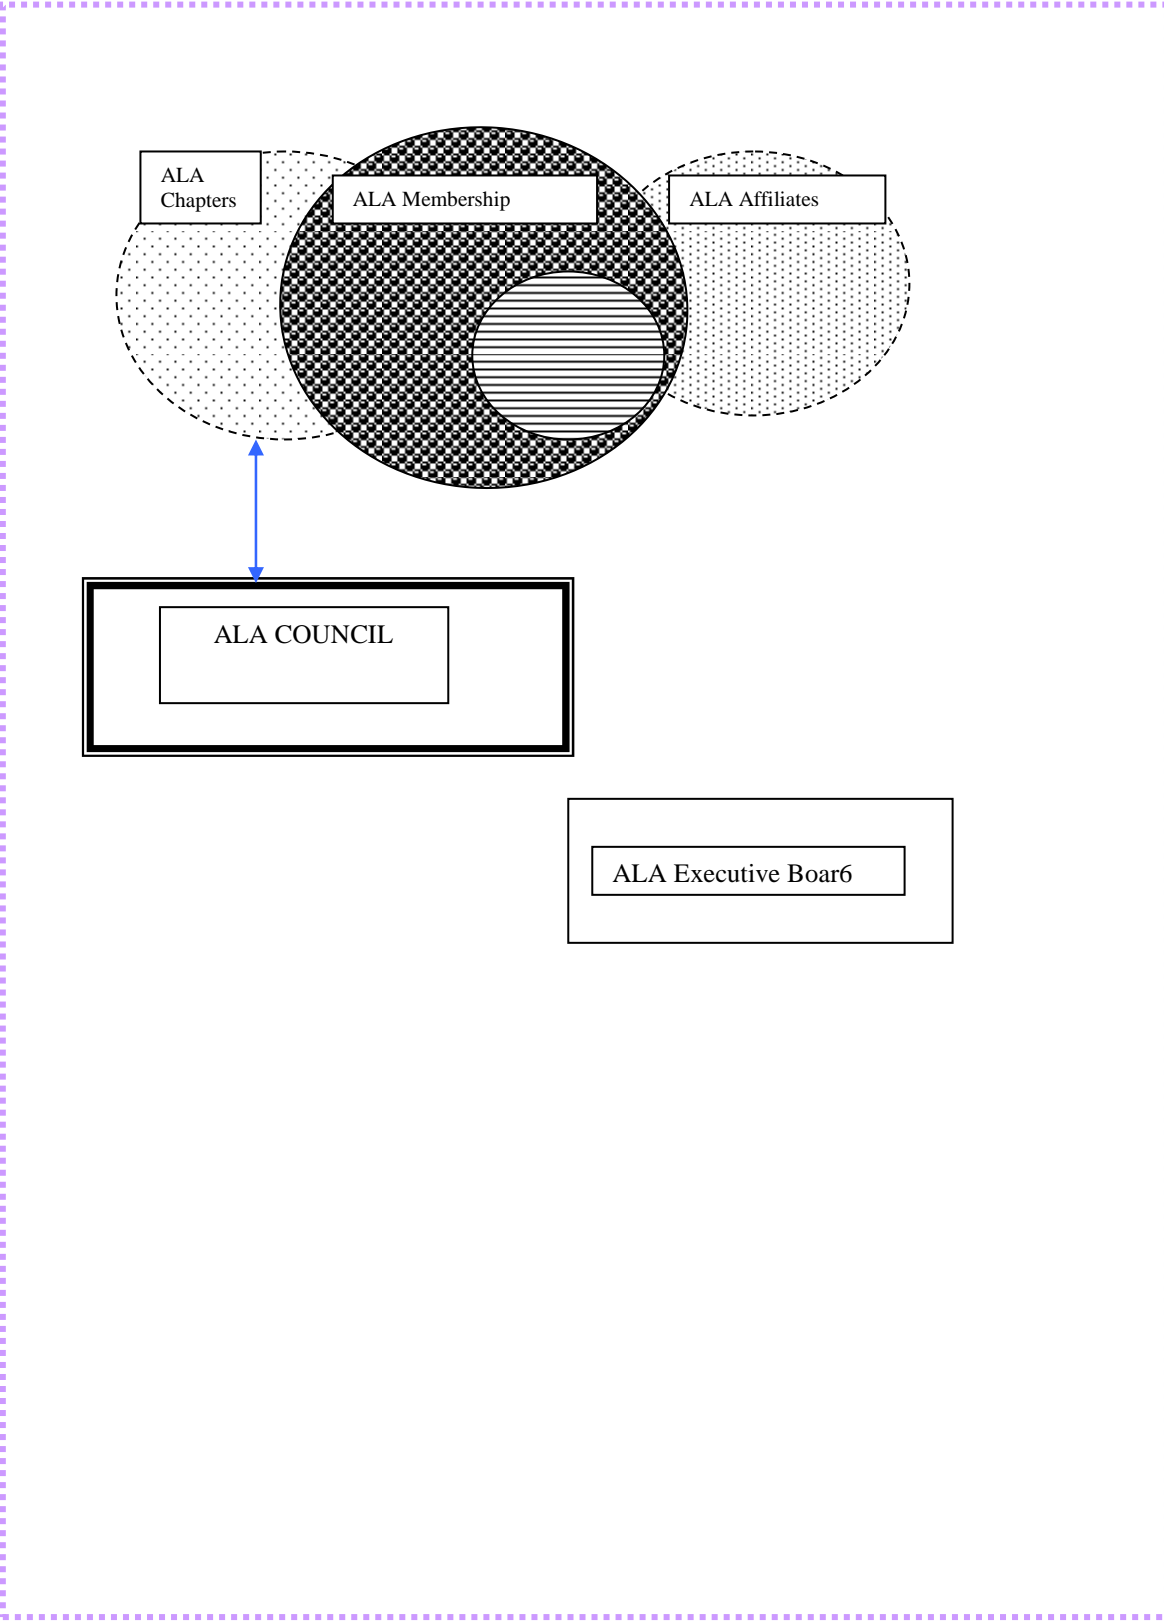 ALA
Chapters
ALA Membership
ALA Affiliates
ALA COUNCIL
ALA Executive Boar6